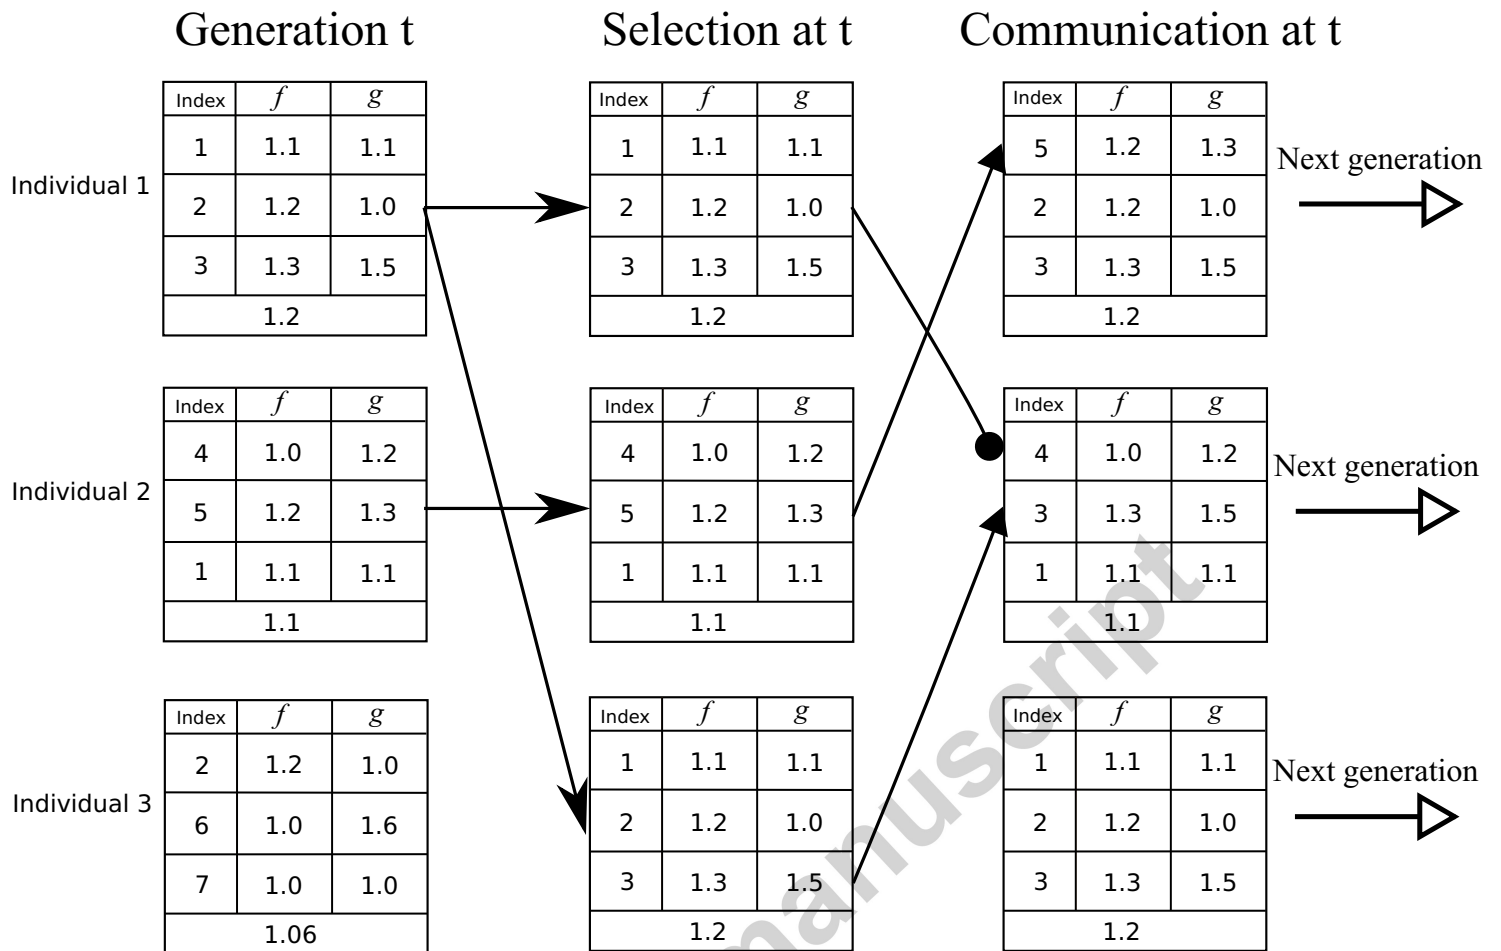 Generation t Selection at t Communication at t
Index f g Index f g Index f g
1 1.1 1.1 1 1.1 1.1 5 1.2 1.3 Next generation
Individual 1 2 1.2 1.0 2 1.2 1.0 2 1.2 1.0
3 1.3 1.5 3 1.3 1.5 3 1.3 1.5
1.2 1.2 1.2
Index f g Index f g Index f g
4 1.0 1.2 4 1.0 1.2 4 1.0 1.2 Next generation
Individual 2 5 1.2 1.3 5 1.2 1.3 3 1.3 1.5
1 1.1 1.1 1 1.1 1.1 1 1.1 1.1
1.1 1.1 1.1
Index f g Index f g Index f g
2 1.2 1.0 1 1.1 1.1 1 1.1 1.1 Next generation
Individual 3 6 1.0 1.6 2 1.2 1.0 2 1.2 1.0
7 1.0 1.0 3 1.3 1.5 3 1.3 1.5
1.06 1.2 1.2
manuscript